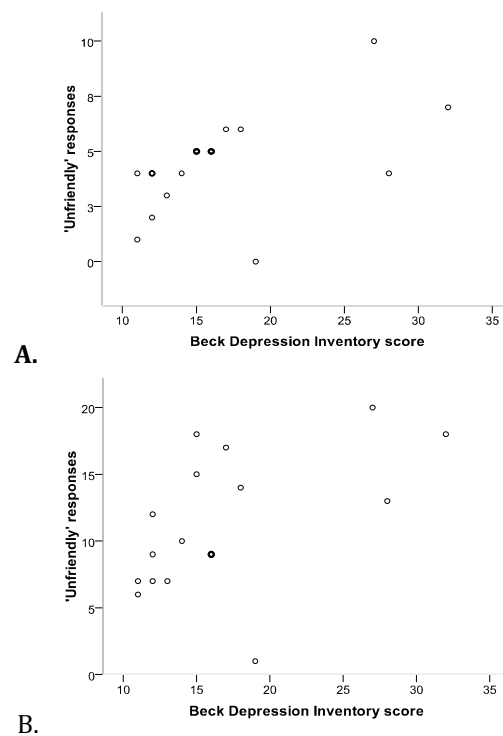 'Unfriendly' responses
10
8
5
3
0
10 15 20 25 30 35
Beck Depression Inventory score
A.
'Unfriendly' responses
20
15
10
5
0
10 15 20 25 30 35
Beck Depression Inventory score
B.